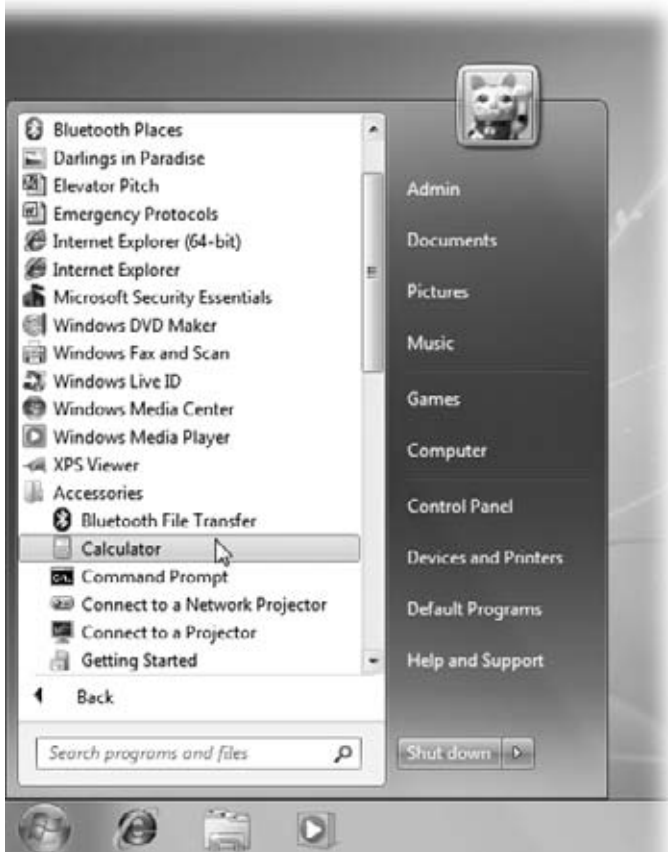 Bluetooth Places
Darlings in Paradise
Elevator Pitch
Emergency Protocols
Internet Explorer (64-bit)
Internet Explorer
Microsoft Security Essentials
Windows DVD Maker
Windows Fax and Scan
Windows Live ID
Windows Media Center
Windows Media Player
XPS Viewer
Accessories
Bluetooth File Transfer
Calculator
Command Prompt
Connect to a Network Projector
Connect to a Projector
Getting Started
Back
Search programs and files
Admin
Documents
Pictures
Music
Games
Computer
Control Panel
Devices and Printers
Default Programs
Help and Support
Shut down